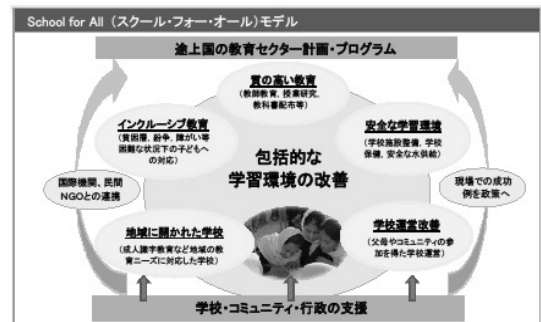 School for All （スクール・フォー・オール）モデル
途上国の教育セクター計画・プログラム
質の高い教育
（教師教育, 授業研究,
教科書配布等）
インクルーシブ教育
（貧困層, 紛争, 障がい等
困難な状況下の子どもへ
の対応）
安全な学習環境
（学校施設整備, 学校
保健, 安全な水供給）
包括的な
学習環境の改善
国際機関、民間
NGOとの連携
現場での成功
例を政策へ
地域に開かれた学校
（成人識字教育など地域の教
育ニーズに対応した学校）
学校運営改善
（父母やコミュニティの参
加を得た学校運営）
学校・コミュニティ・行政の支援